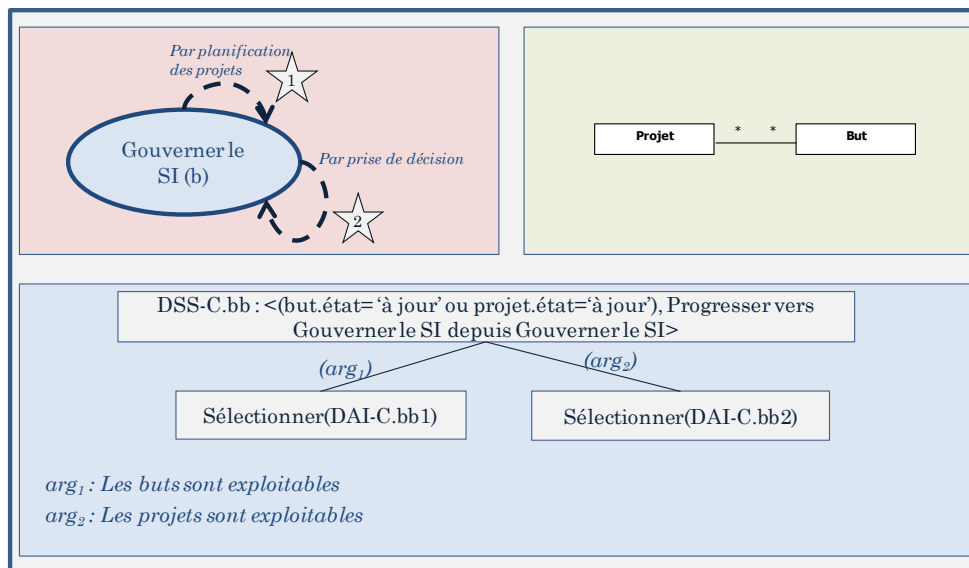 Par planification
des projets
1
Gouverner le
SI (b)
Par prise de décision
2
Projet * * But
DSS-C.bb : <(but.état= ‘à jour’ ou projet.état=‘à jour’), Progresser vers
Gouverner le SI depuis Gouverner le SI>
(arg1) (arg2)
Sélectionner(DAI-C.bb1) Sélectionner(DAI-C.bb2)
arg1 : Les buts sont exploitables
arg2 : Les projets sont exploitables